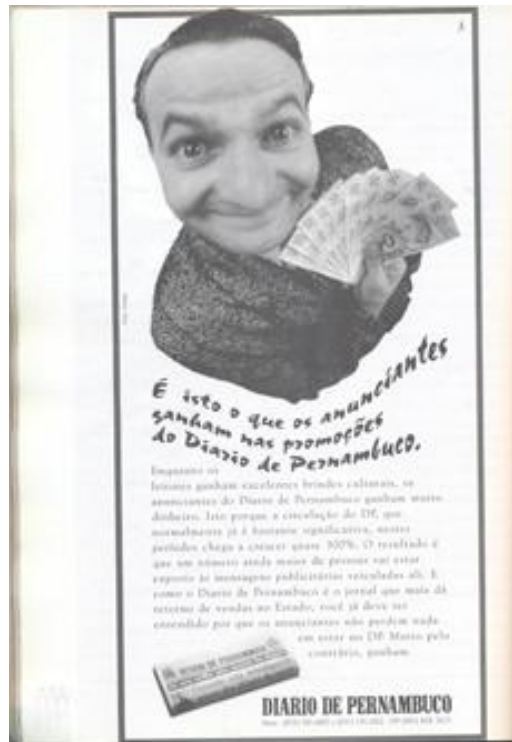 É isto o que os anunciantes
ganham nas promoções
do Diario de Pernambuco.
Enquanto os
leitores ganham excelentes brindes culturais, os
anunciantes do Diario de Pernambuco ganham muito
dinheiro. Isto porque a circulação do DP, que
normalmente já é bastante significativa, nestes
períodos chega a crescer quase 300%. O resultado é
que um número ainda maior de pessoas vai estar
exposto às mensagens publicitárias veiculadas ali. E
como o Diario de Pernambuco é o jornal que mais dá
retorno de vendas no Estado, você já deve ter
entendido por que os anunciantes não perdem nada
em estar no DP. Muito pelo
contrário, ganham.
DIARIO DE PERNAMBUCO